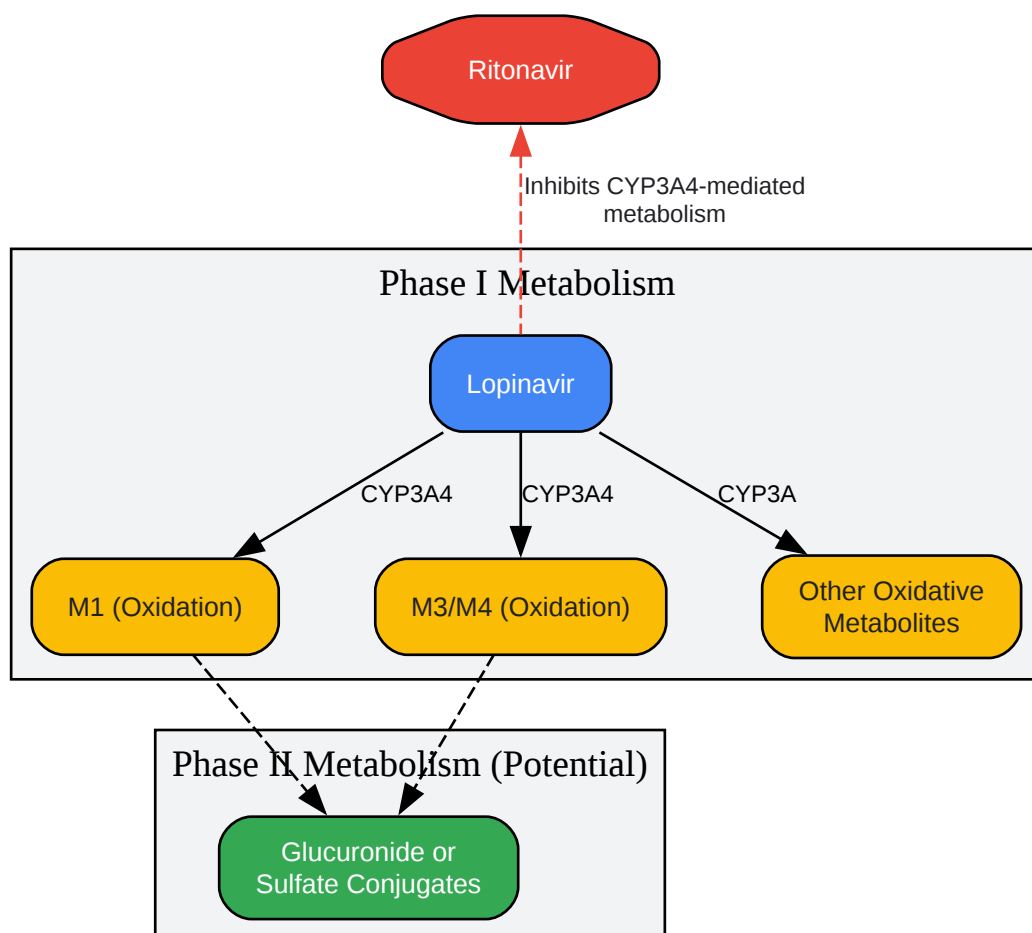 Ritonavir
Inhibits CYP3A4-mediated
metabolism
Phase I Metabolism
Lopinavir
CYP3A4
CYP3A4
CYP3A
M1 (Oxidation)
M3/M4 (Oxidation)
Other Oxidative
Metabolites
Phase II Metabolism (Potential)
Glucuronide or
Sulfate Conjugates